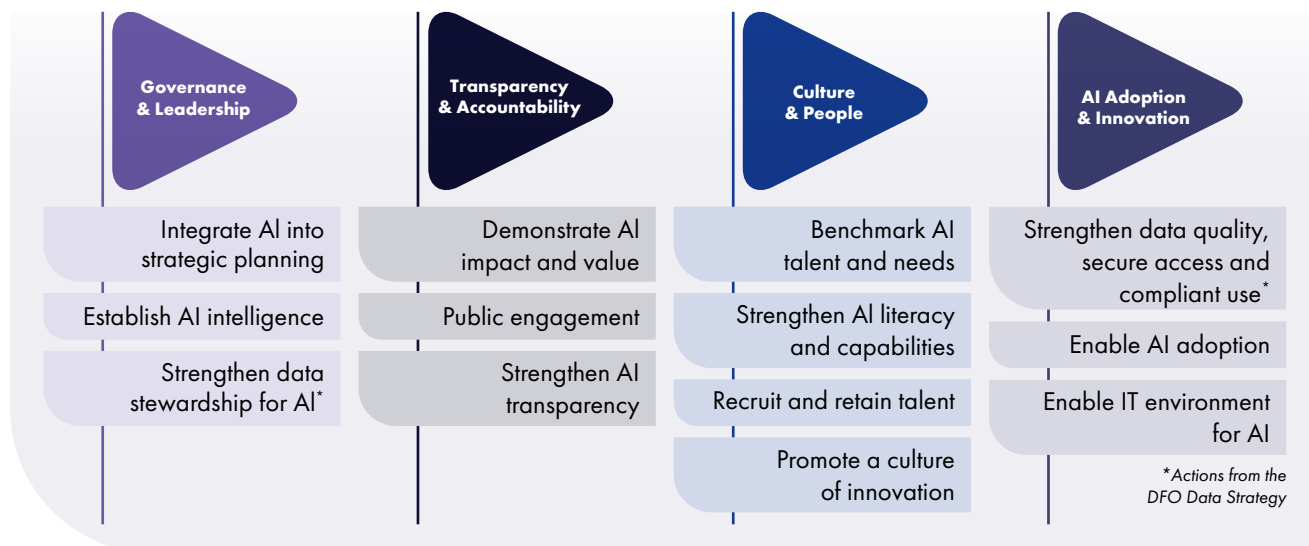 Governance
& Leadership
Integrate AI into
strategic planning
Establish AI intelligence
Strengthen data
stewardship for AI*
Transparency
& Accountability
Demonstrate AI
impact and value
Public engagement
Strengthen AI
transparency
Culture
& People
Benchmark AI
talent and needs
Strengthen AI literacy
and capabilities
Recruit and retain talent
Promote a culture
of innovation
AI Adoption
& Innovation
Strengthen data quality,
secure access and
compliant use*
Enable AI adoption
Enable IT environment
for AI
*Actions from the
DFO Data Strategy